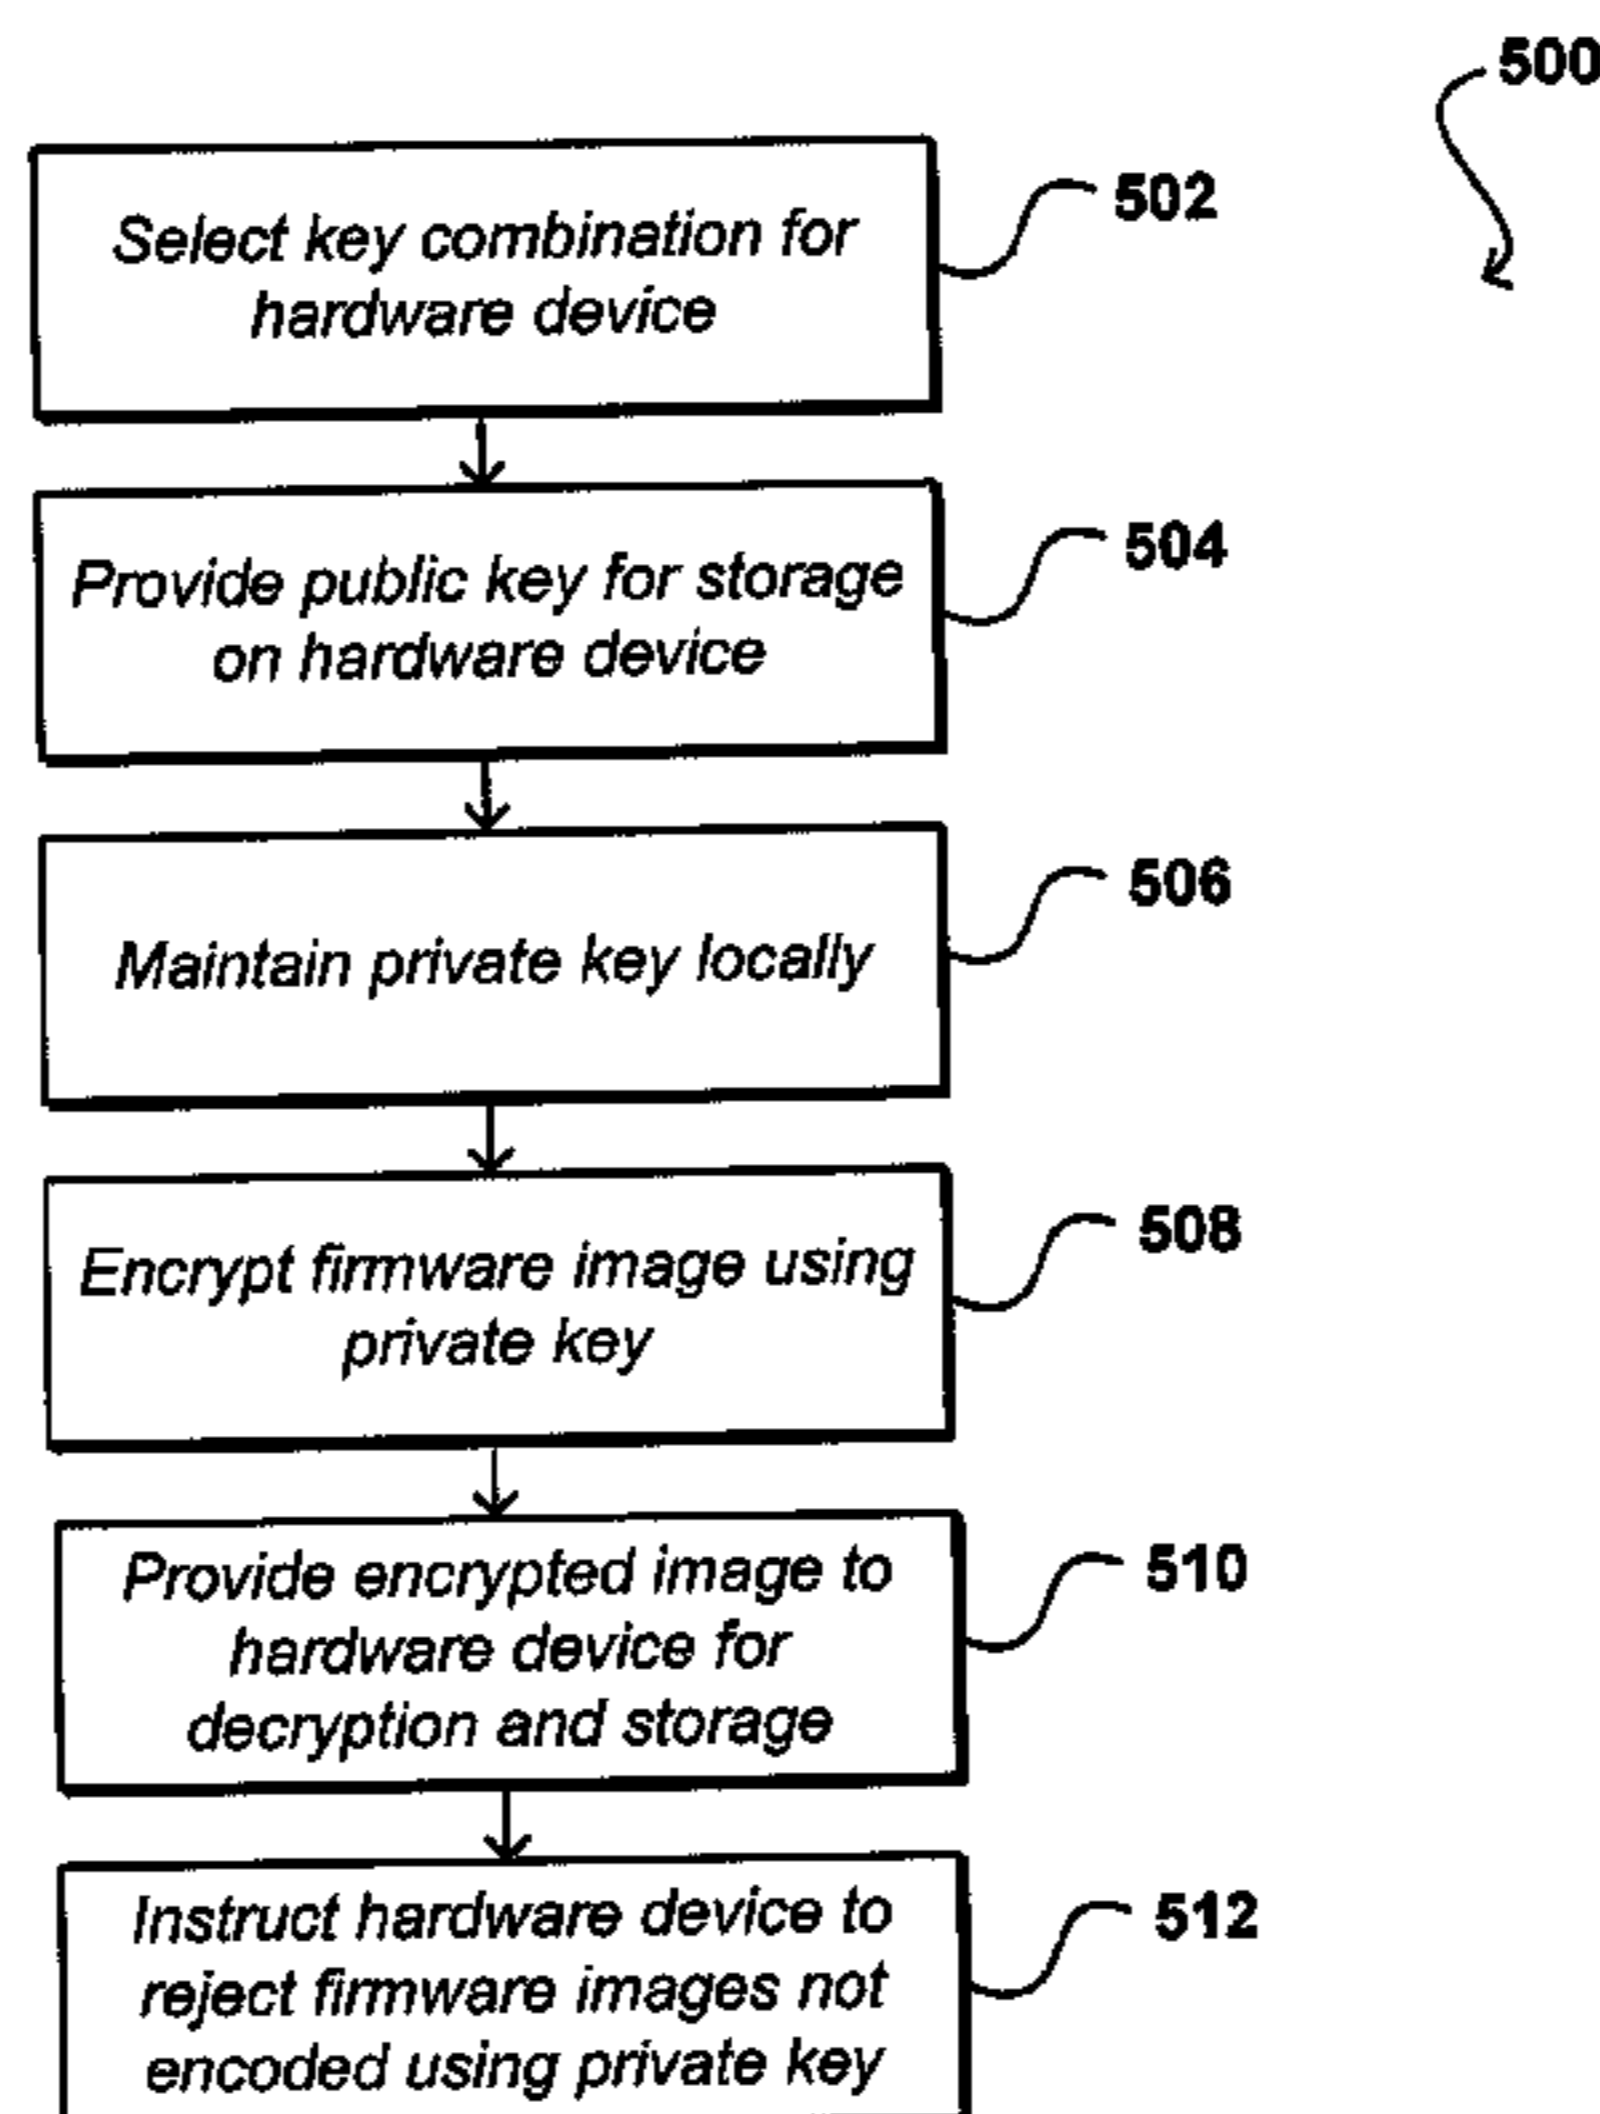 500
Select key combination for
hardware device
502
Provide public key for storage
on hardware device
504
Maintain private key locally
506
Encrypt firmware image using
private key
508
Provide encrypted image to
hardware device for
decryption and storage
510
Instruct hardware device to
reject firmware images not
encoded using private key
512